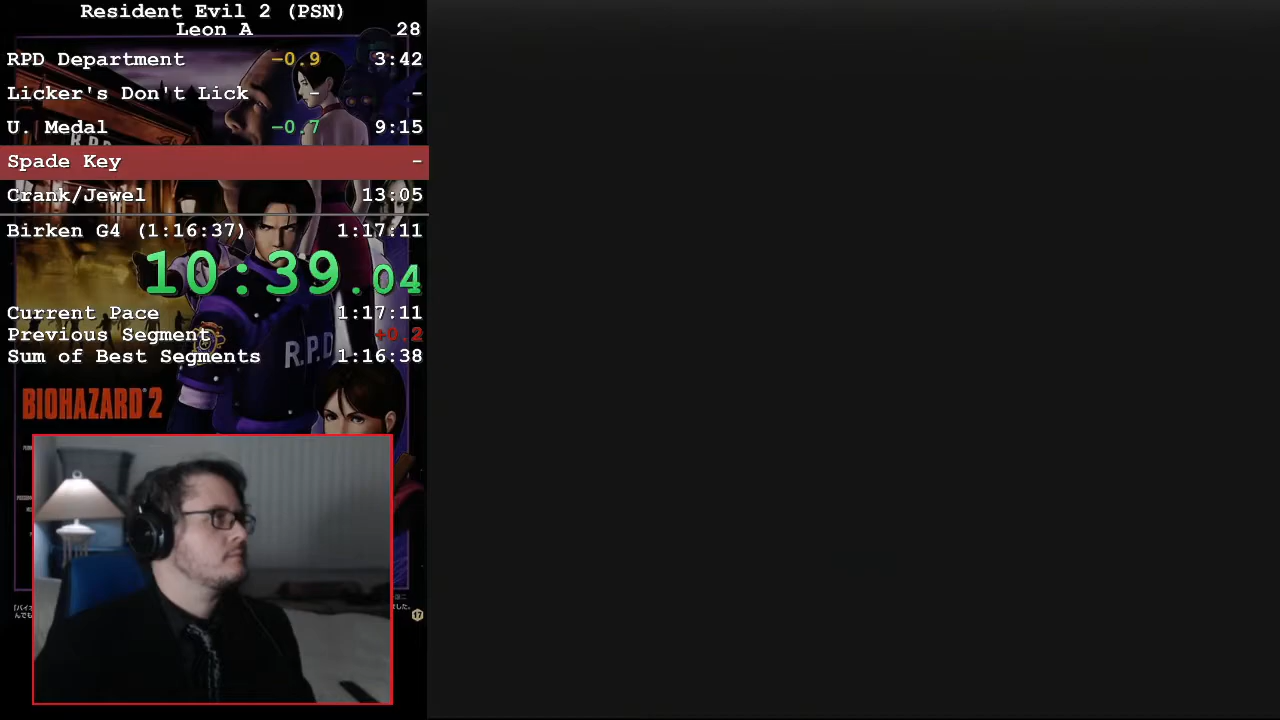 Resident Evil 2 (PSN)
Leon A 28
RPD Department −0.9 3:42
Licker's Don't Lick - -
U. Medal −0.7 9:15
Spade Key -
Crank/Jewel 13:05
Birken G4 (1:16:37) 1:17:11
10:39.04
Current Pace 1:17:11
Previous Segment +0.2
Sum of Best Segments 1:16:38
R.P.D
BIOHAZARD 2
17